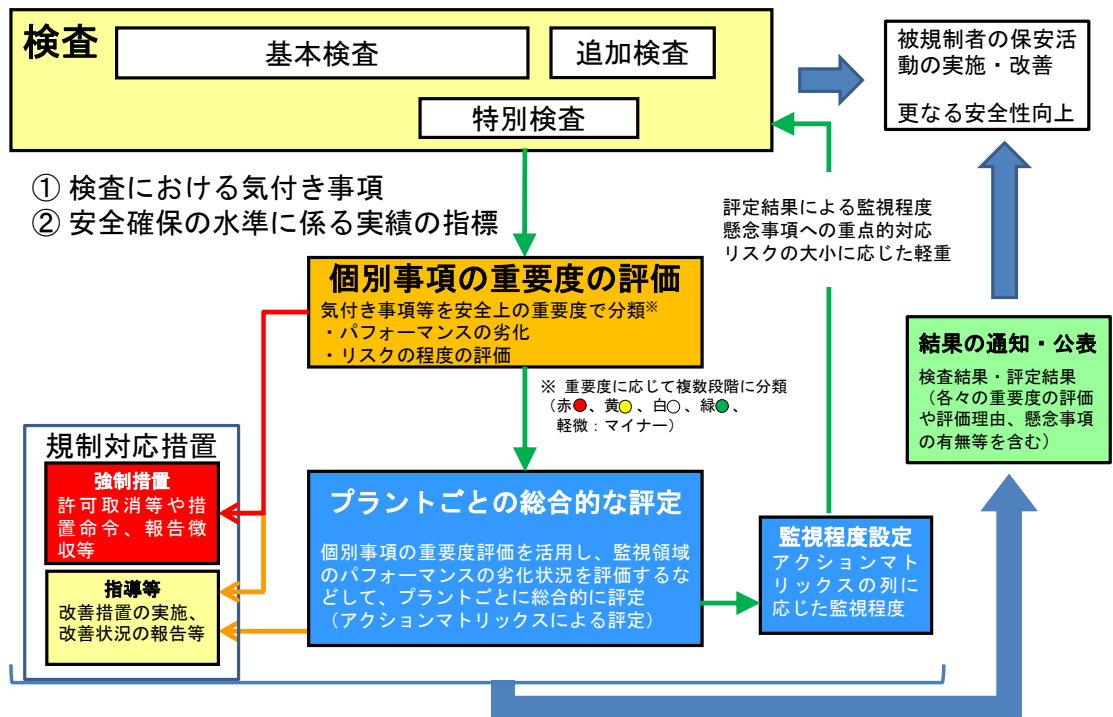 検査
基本検査
追加検査
特別検査
被規制者の保安活
動の実施・改善
更なる安全性向上
① 検査における気付き事項
② 安全確保の水準に係る実績の指標
評定結果による監視程度
懸念事項への重点的対応
リスクの大小に応じた軽重
個別事項の重要度の評価
気付き事項等を安全上の重要度で分類※
・パフォーマンスの劣化
・リスクの程度の評価
※ 重要度に応じて複数段階に分類
（赤●、黄●、白○、緑●、
軽微：マイナー）
結果の通知・公表
検査結果・評定結果
（各々の重要度の評価
や評価理由、懸念事項
の有無等を含む）
規制対応措置
強制措置
許可取消等や措
置命令、報告徴
収等
指導等
改善措置の実施、
改善状況の報告等
プラントごとの総合的な評定
個別事項の重要度評価を活用し、監視領域
のパフォーマンスの劣化状況を評価するな
どして、プラントごとに総合的に評定
（アクションマトリックスによる評定）
監視程度設定
アクションマト
リックスの列に
応じた監視程度